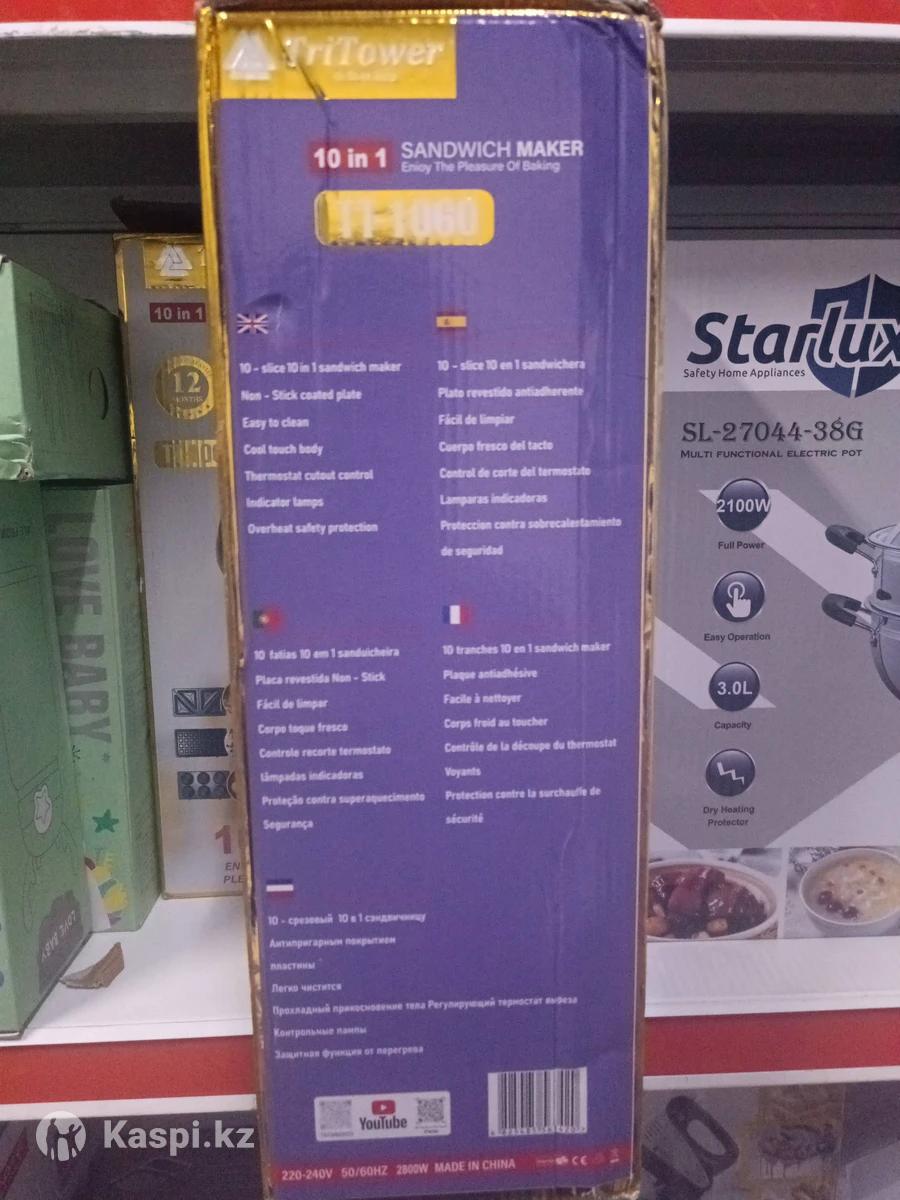 TriTower
10 in 1 SANDWICH MAKER
Enjoy The Pleasure Of Baking
TT-1060
10 - slice 10 in 1 sandwich maker
Non - Stick coated plate
Easy to clean
Cool touch body
Thermostat cutout control
Indicator lamps
Overheat safety protection
10 - slice 10 en 1 sandwichera
Plato revestido antiadherente
Fácil de limpiar
Cuerpo fresco del tacto
Control de corte del termostato
Lamparas indicadoras
Proteccion contra sobrecalentamiento
de seguridad
10 fatias 10 em 1 sanduicheira
Placa revestida Non - Stick
Fácil de limpar
Corpo toque fresco
Controle recorte termostato
lâmpadas indicadoras
Proteção contra superaquecimento
Segurança
10 tranches 10 en 1 sandwich maker
Plaque antiadhésive
Facile à nettoyer
Corps froid au toucher
Contrôle de la découpe du thermostat
Voyants
Protection contre la surchauffe de
sécurité
10 - срезовый 10 в 1 сэндвичницу
Антипригарным покрытием
пластины
Легко чистится
Прохладный прикосновение тела Регулирующий термостат выреза
Контрольные лампы
Защитная функция от перегрева
YouTube
220-240V 50/60HZ 2800W MADE IN CHINA
10 in 1
12
MONTHS
LOVE BABY
LOVE BABY
EN
PLE
Starlux
Safety Home Appliances
SL-27044-38G
MULTI FUNCTIONAL ELECTRIC POT
2100W
Full Power
Easy Operation
3.0L
Capacity
Dry Heating
Protector
Kaspi.kz